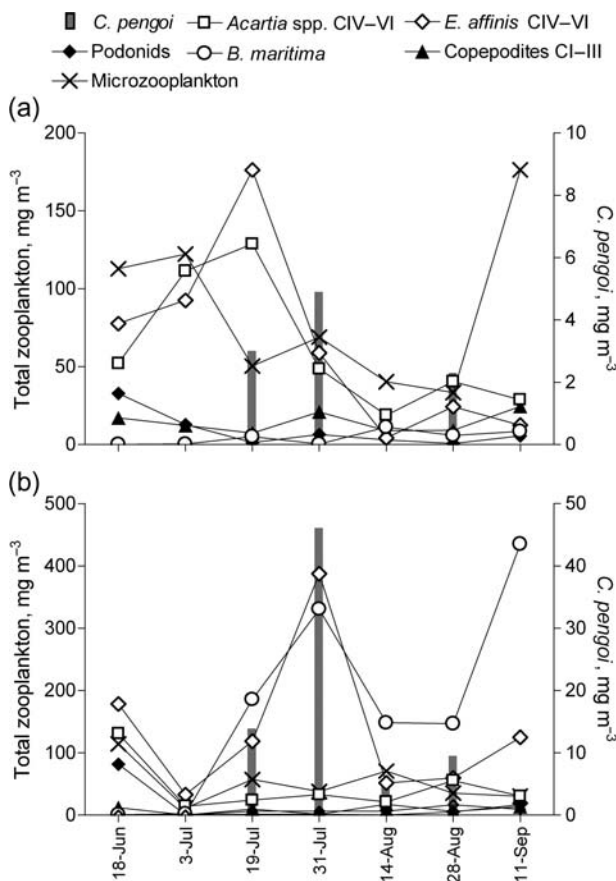 C. pengoi Acartia spp. CIV–VI E. affinis CIV–VI
Podonids B. maritima Copepodites CI–III
Microzooplankton
(a)
Total zooplankton, mg m⁻³
200
150
100
50
0
10
8
6
4
2
0
C. pengoi, mg m⁻³
(b)
Total zooplankton, mg m⁻³
500
400
300
200
100
0
50
40
30
20
10
0
C. pengoi, mg m⁻³
18-Jun
3-Jul
19-Jul
31-Jul
14-Aug
28-Aug
11-Sep